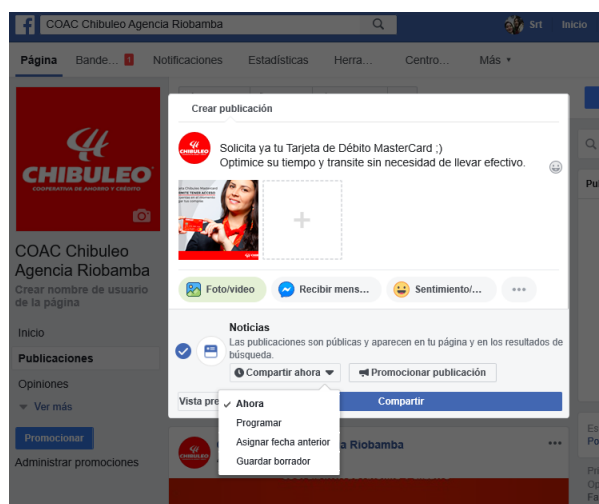 COAC Chibuleo Agencia Riobamba
Srt
Inicio
Página
Bande...
Notificaciones
Estadísticas
Herra...
Centro...
Más
Crear publicación
CHIBULEO
COOPERATIVA DE AHORRO Y CRÉDITO
Solicita ya tu Tarjeta de Débito MasterCard ;)
Optimice su tiempo y transite sin necesidad de llevar efectivo.
COAC Chibuleo
Agencia Riobamba
Crear nombre de usuario
de la página
Foto/video
Recibir mens...
Sentimiento/...
Inicio
Publicaciones
Opiniones
Ver más
Promocionar
Administrar promociones
Noticias
Las publicaciones son públicas y aparecen en tu página y en los resultados de
búsqueda.
Compartir ahora
Promocionar publicación
Vista pre
Compartir
Ahora
Programar
Asignar fecha anterior
Guardar borrador
a Riobamba